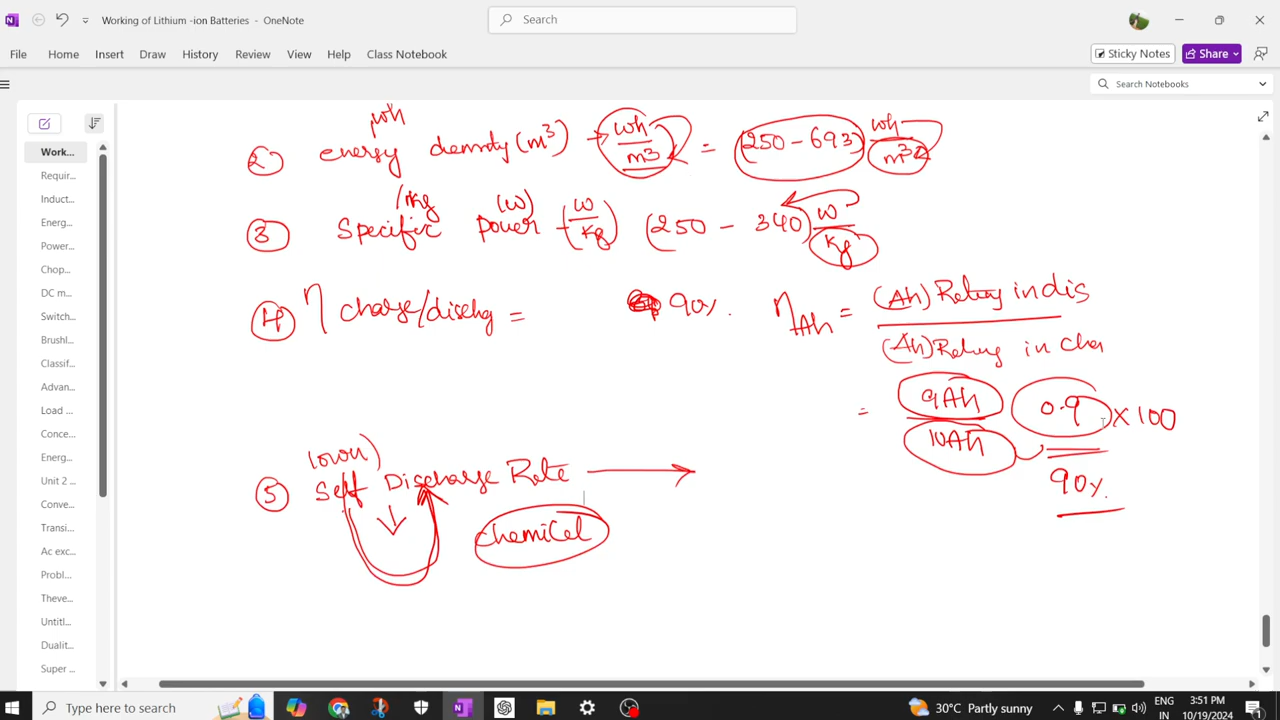 Working of Lithium -ion Batteries - OneNote
Search
File Home Insert Draw History Review View Help Class Notebook
Sticky Notes Share
Search Notebooks
Work...
Requir...
Induct...
Energ...
Power...
Chop...
DC m...
Switch...
Brushl...
Classif...
Advan...
Load ...
Conce...
Energ...
Unit 2 ...
Conve...
Transi...
Ac exc...
Probl...
Theve...
Untitl...
Dualit...
Super ...
wh
2) energy density (m³) → wh/m3 = (250 - 693) wh/m3
/kg (w)
3 Specific Power → (w/kg) (250 - 340) w/kg
4 η charge/dischg = 90%. ηAh = (Ah) Rating in dis / (Ah) Rating in cha
= 9Ah / 10Ah 0.9 x 100
90%.
(own)
5 Self Discharge Rate →
Chemical
Type here to search
30°C Partly sunny
ENG
IN
3:51 PM
10/19/2024